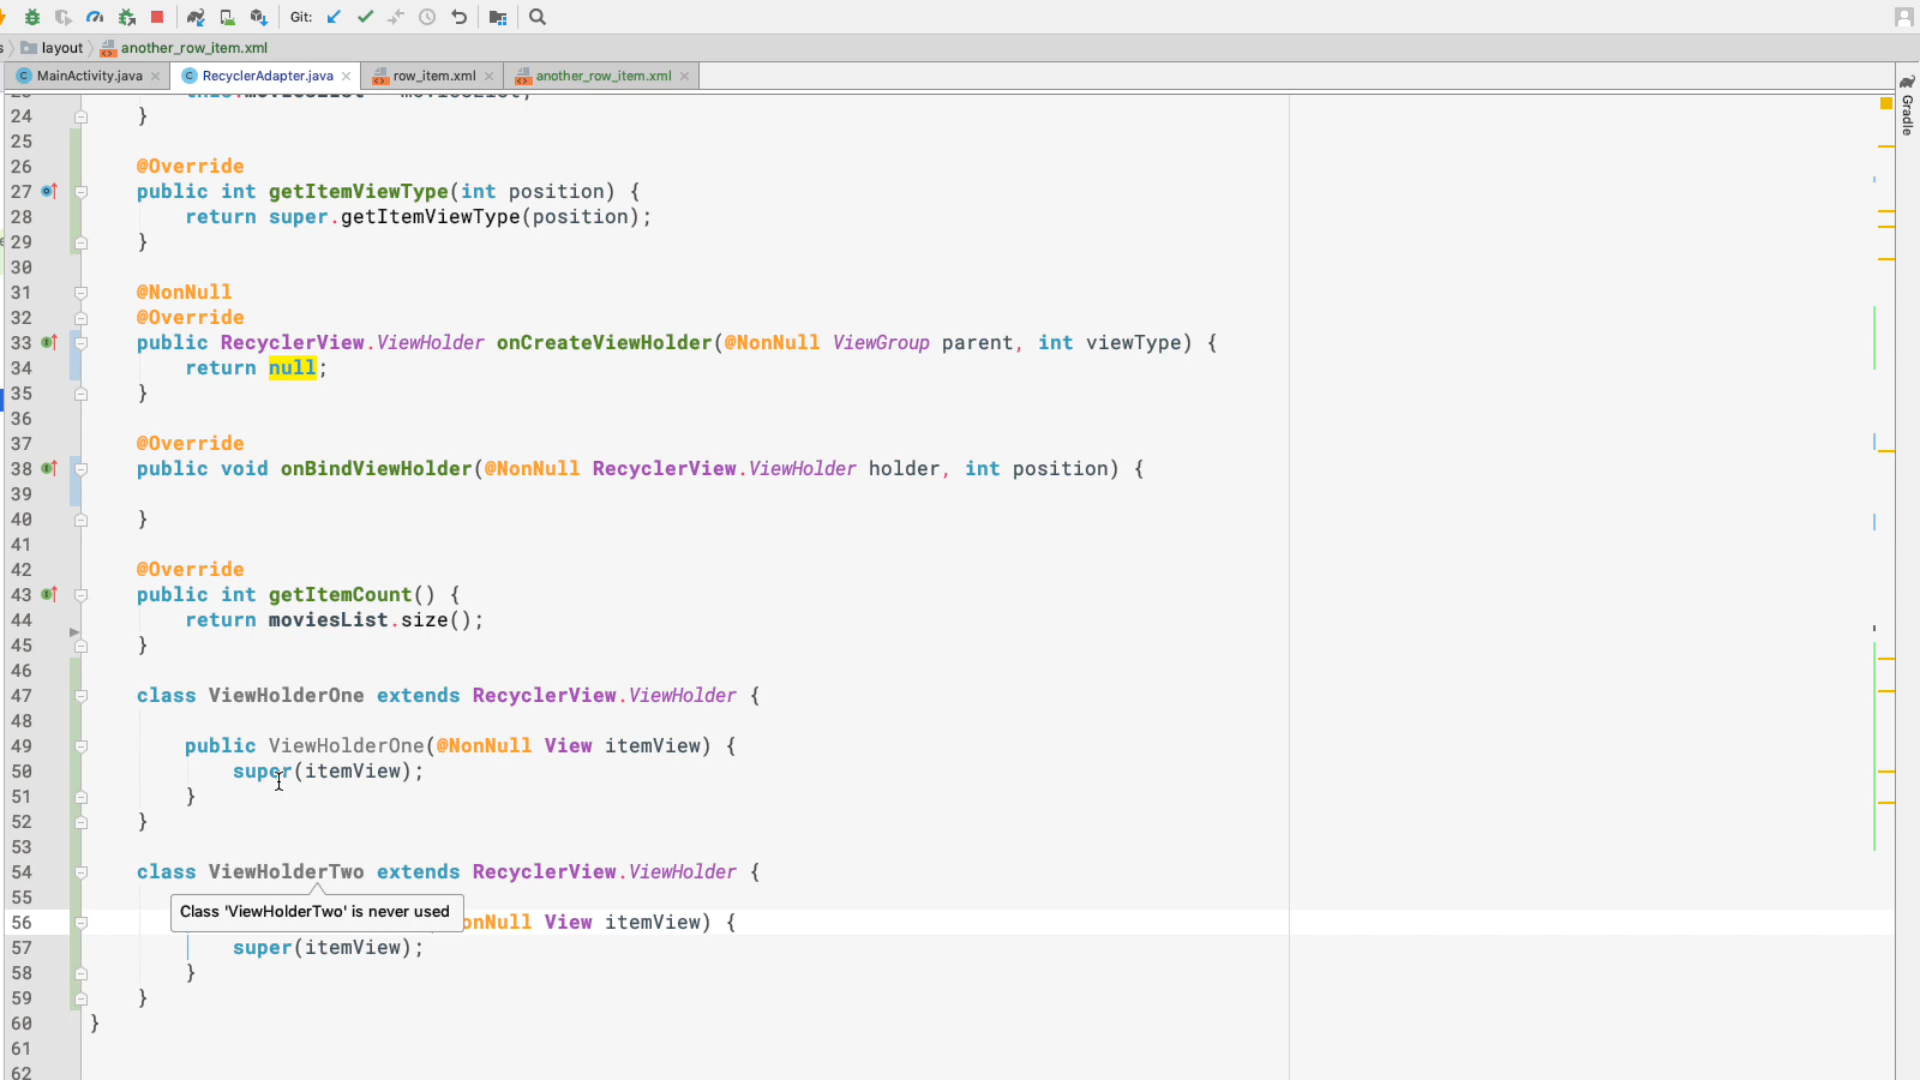 Git:
layout another_row_item.xml
MainActivity.java RecyclerAdapter.java row_item.xml another_row_item.xml
Gradle
24 }
25
26 @Override
27 public int getItemViewType(int position) {
28 return super.getItemViewType(position);
29 }
30
31 @NonNull
32 @Override
33 public RecyclerView.ViewHolder onCreateViewHolder(@NonNull ViewGroup parent, int viewType) {
34 return null;
35 }
36
37 @Override
38 public void onBindViewHolder(@NonNull RecyclerView.ViewHolder holder, int position) {
39
40 }
41
42 @Override
43 public int getItemCount() {
44 return moviesList.size();
45 }
46
47 class ViewHolderOne extends RecyclerView.ViewHolder {
48
49 public ViewHolderOne(@NonNull View itemView) {
50 super(itemView);
51 }
52 }
53
54 class ViewHolderTwo extends RecyclerView.ViewHolder {
55
Class 'ViewHolderTwo' is never used
56 onNull View itemView) {
57 super(itemView);
58 }
59 }
60 }
61
62